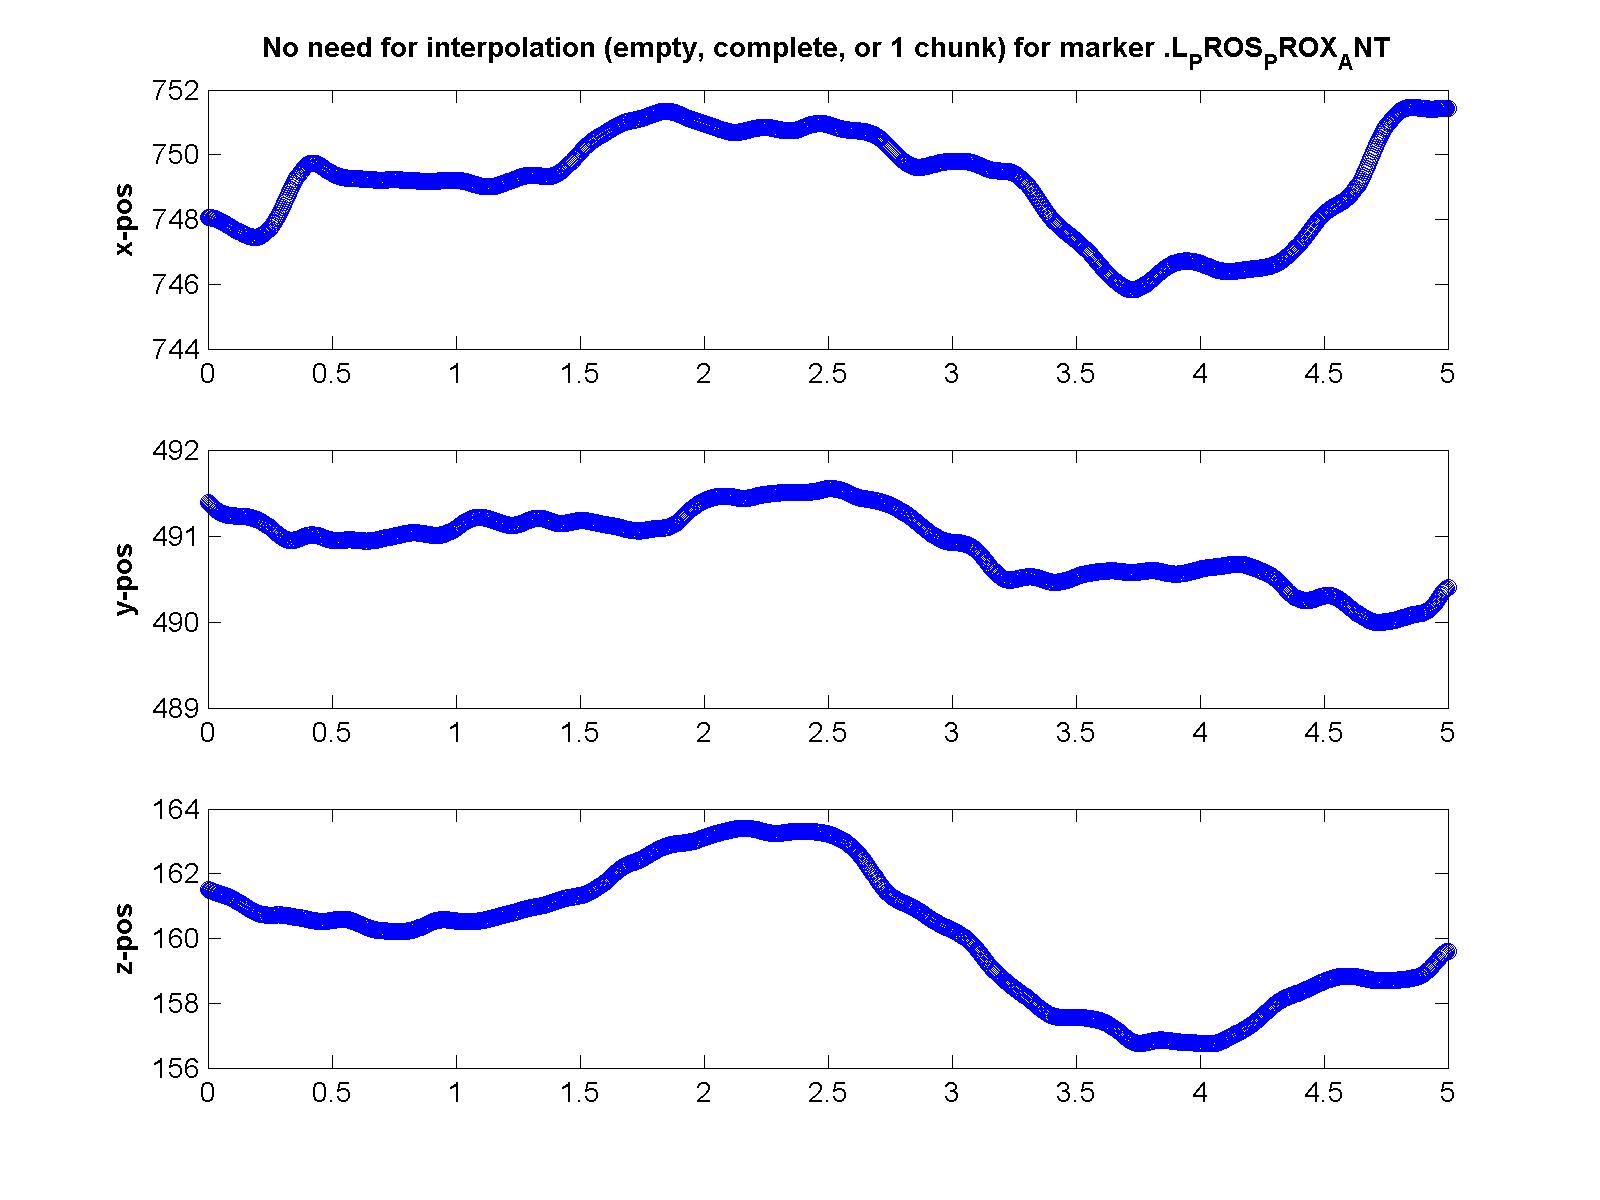 No need for interpolation (empty, complete, or 1 chunk) for marker .LPROSPROXANT
752
750
748
746
744
x-pos
0 0.5 1 1.5 2 2.5 3 3.5 4 4.5 5
492
491
490
489
y-pos
0 0.5 1 1.5 2 2.5 3 3.5 4 4.5 5
164
162
160
158
156
z-pos
0 0.5 1 1.5 2 2.5 3 3.5 4 4.5 5